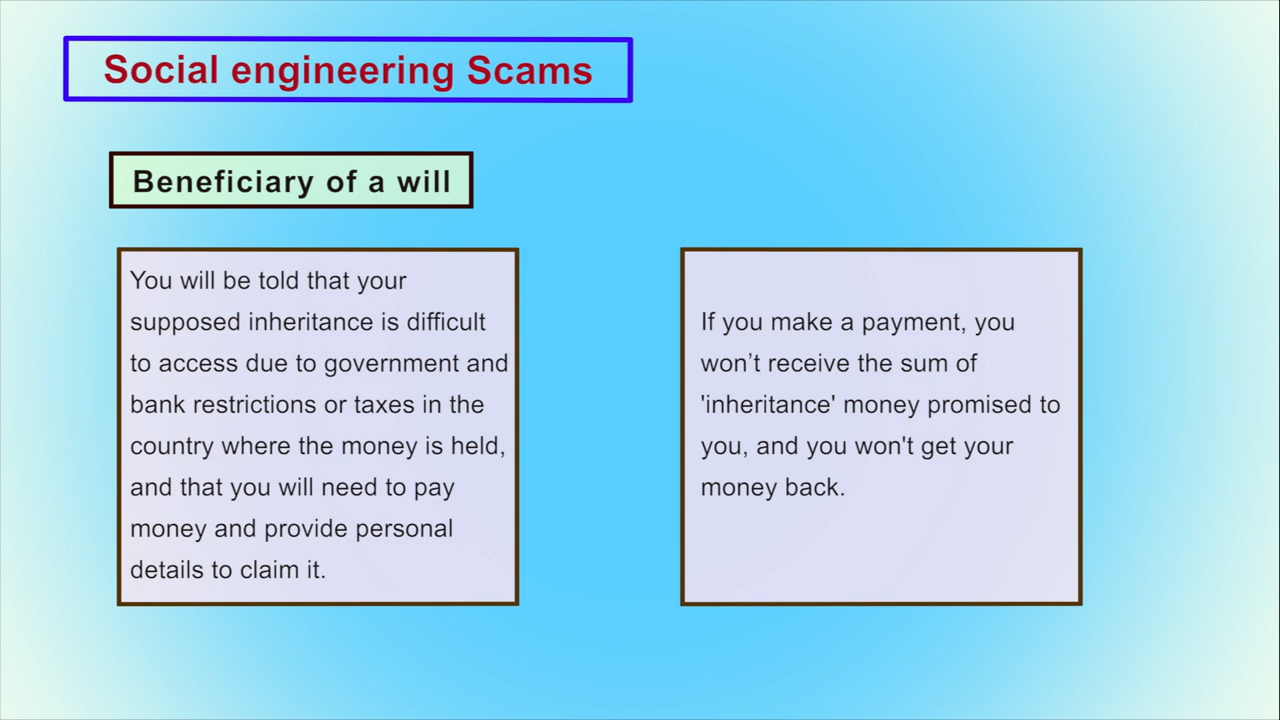 Social engineering Scams
Beneficiary of a will
You will be told that your
supposed inheritance is difficult
to access due to government and
bank restrictions or taxes in the
country where the money is held,
and that you will need to pay
money and provide personal
details to claim it.
If you make a payment, you
won’t receive the sum of
'inheritance' money promised to
you, and you won't get your
money back.